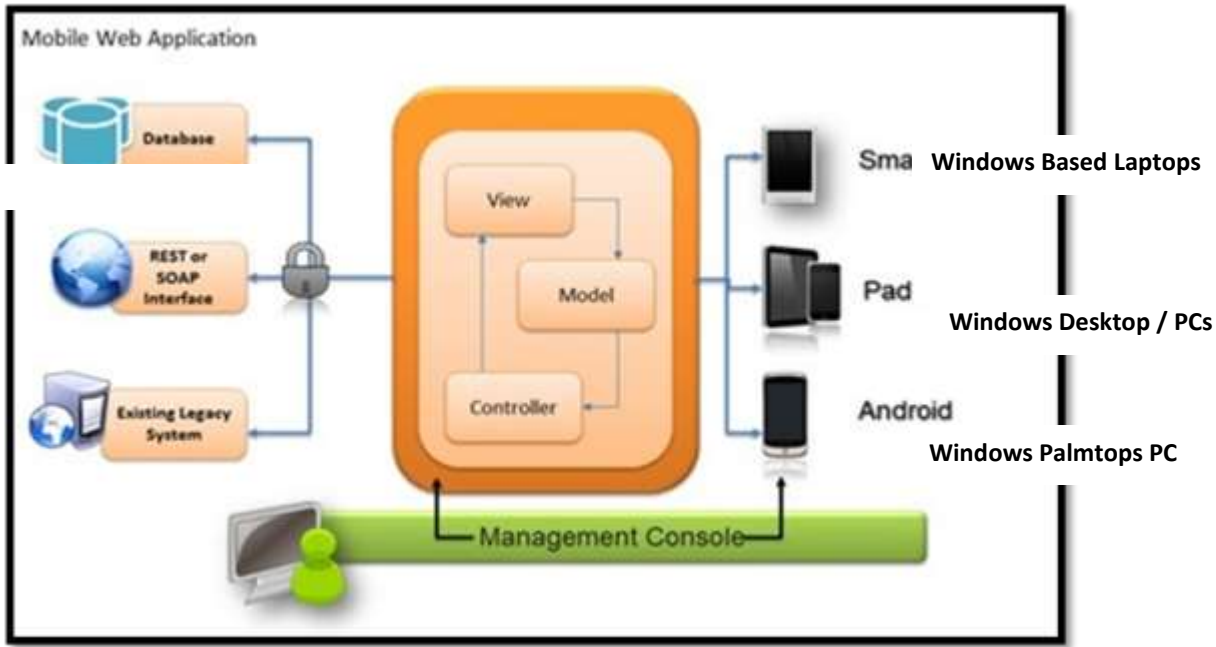 Mobile Web Application
Database
REST or
SOAP
Interface
Existing Legacy
System
View
Model
Controller
Sma
Windows Based Laptops
Pad
Windows Desktop / PCs
Android
Windows Palmtops PC
Management Console